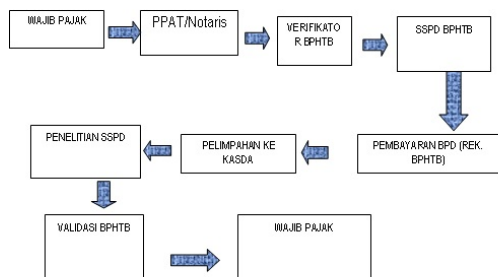 WAJIB PAJAK
PPAT/Notaris
VERIFIKATO
R BPHTB
SSPD BPHTB
PENELITIAN SSPD
PELIMPAHAN KE
KASDA
PEMBAYARAN BPD (REK.
BPHTB)
VALIDASI BPHTB
WAJIB PAJAK